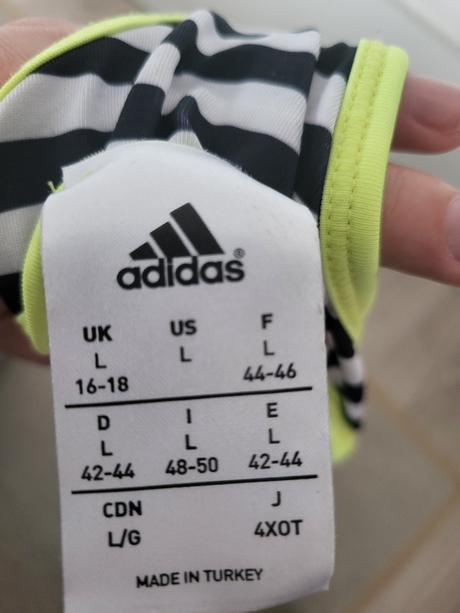 adidas®
UK US F
L L L
16-18 44-46
D I E
L L L
42-44 48-50 42-44
CDN J
L/G 4XOT
MADE IN TURKEY